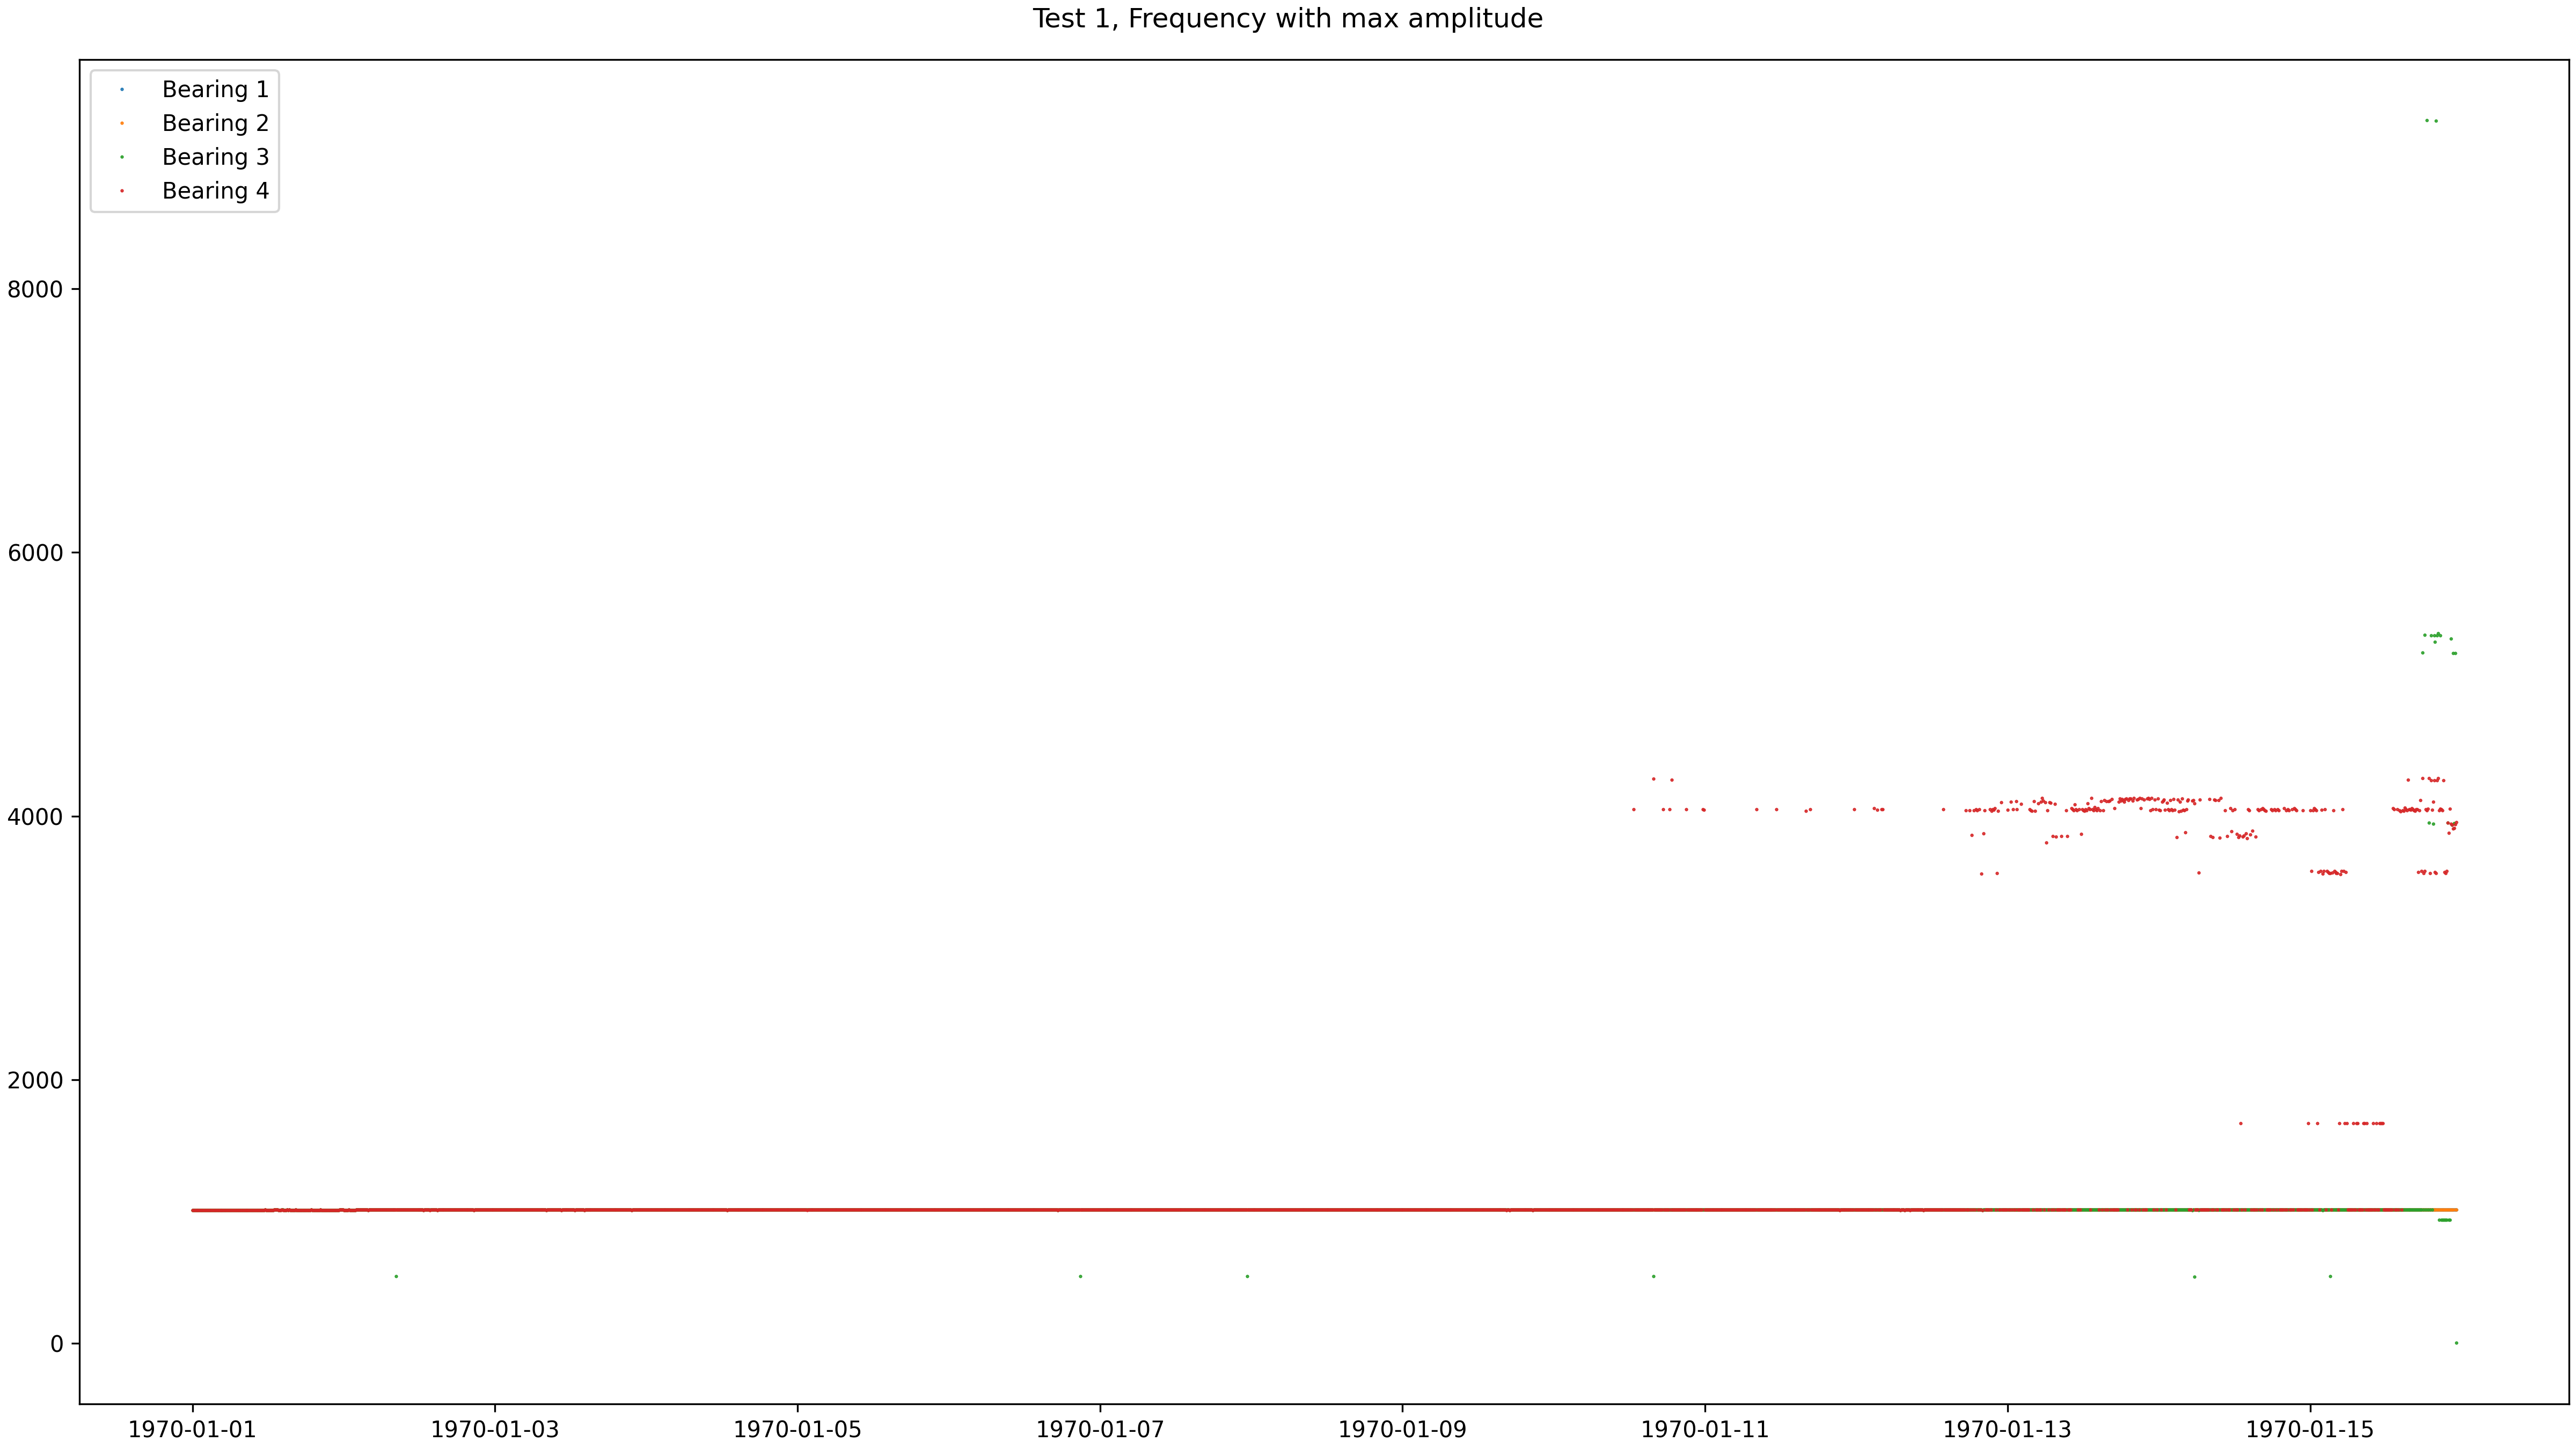 Test 1, Frequency with max amplitude
Bearing 1
Bearing 2
Bearing 3
Bearing 4
8000
6000
4000
2000
0
1970-01-01 1970-01-03 1970-01-05 1970-01-07 1970-01-09 1970-01-11 1970-01-13 1970-01-15